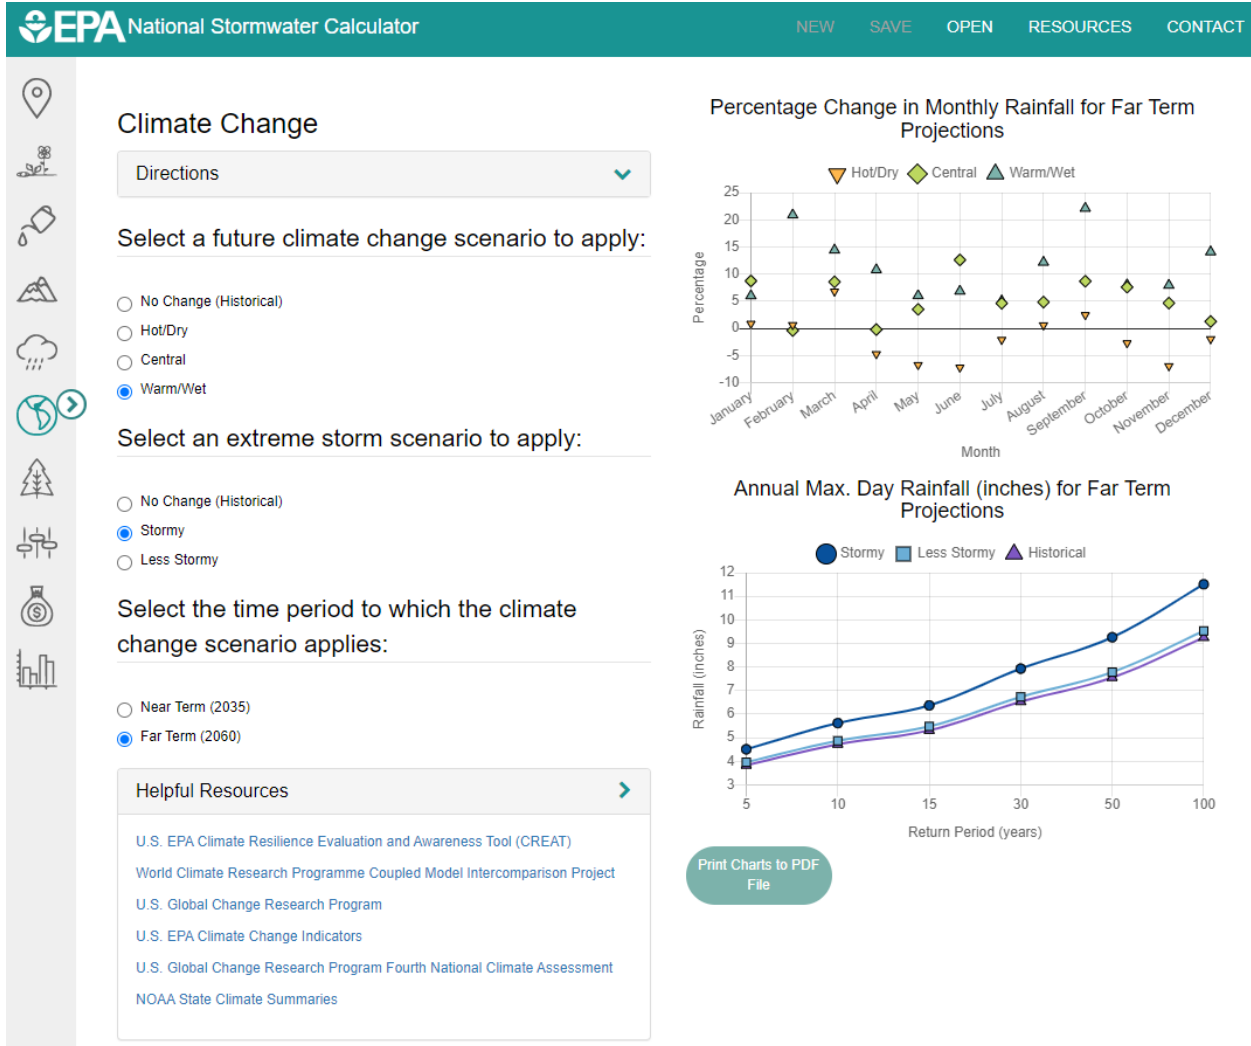 EPA National Stormwater Calculator
NEW SAVE OPEN RESOURCES CONTACT
Climate Change
Directions
Select a future climate change scenario to apply:
No Change (Historical)
Hot/Dry
Central
Warm/Wet
Select an extreme storm scenario to apply:
No Change (Historical)
Stormy
Less Stormy
Select the time period to which the climate
change scenario applies:
Near Term (2035)
Far Term (2060)
Helpful Resources
U.S. EPA Climate Resilience Evaluation and Awareness Tool (CREAT)
World Climate Research Programme Coupled Model Intercomparison Project
U.S. Global Change Research Program
U.S. EPA Climate Change Indicators
U.S. Global Change Research Program Fourth National Climate Assessment
NOAA State Climate Summaries
Percentage Change in Monthly Rainfall for Far Term
Projections
Hot/Dry Central Warm/Wet
Percentage
25
20
15
10
5
0
-5
-10
January February March April May June July August September October November December
Month
Annual Max. Day Rainfall (inches) for Far Term
Projections
Stormy Less Stormy Historical
Rainfall (inches)
12
11
10
9
8
7
6
5
4
3
5 10 15 30 50 100
Return Period (years)
Print Charts to PDF
File